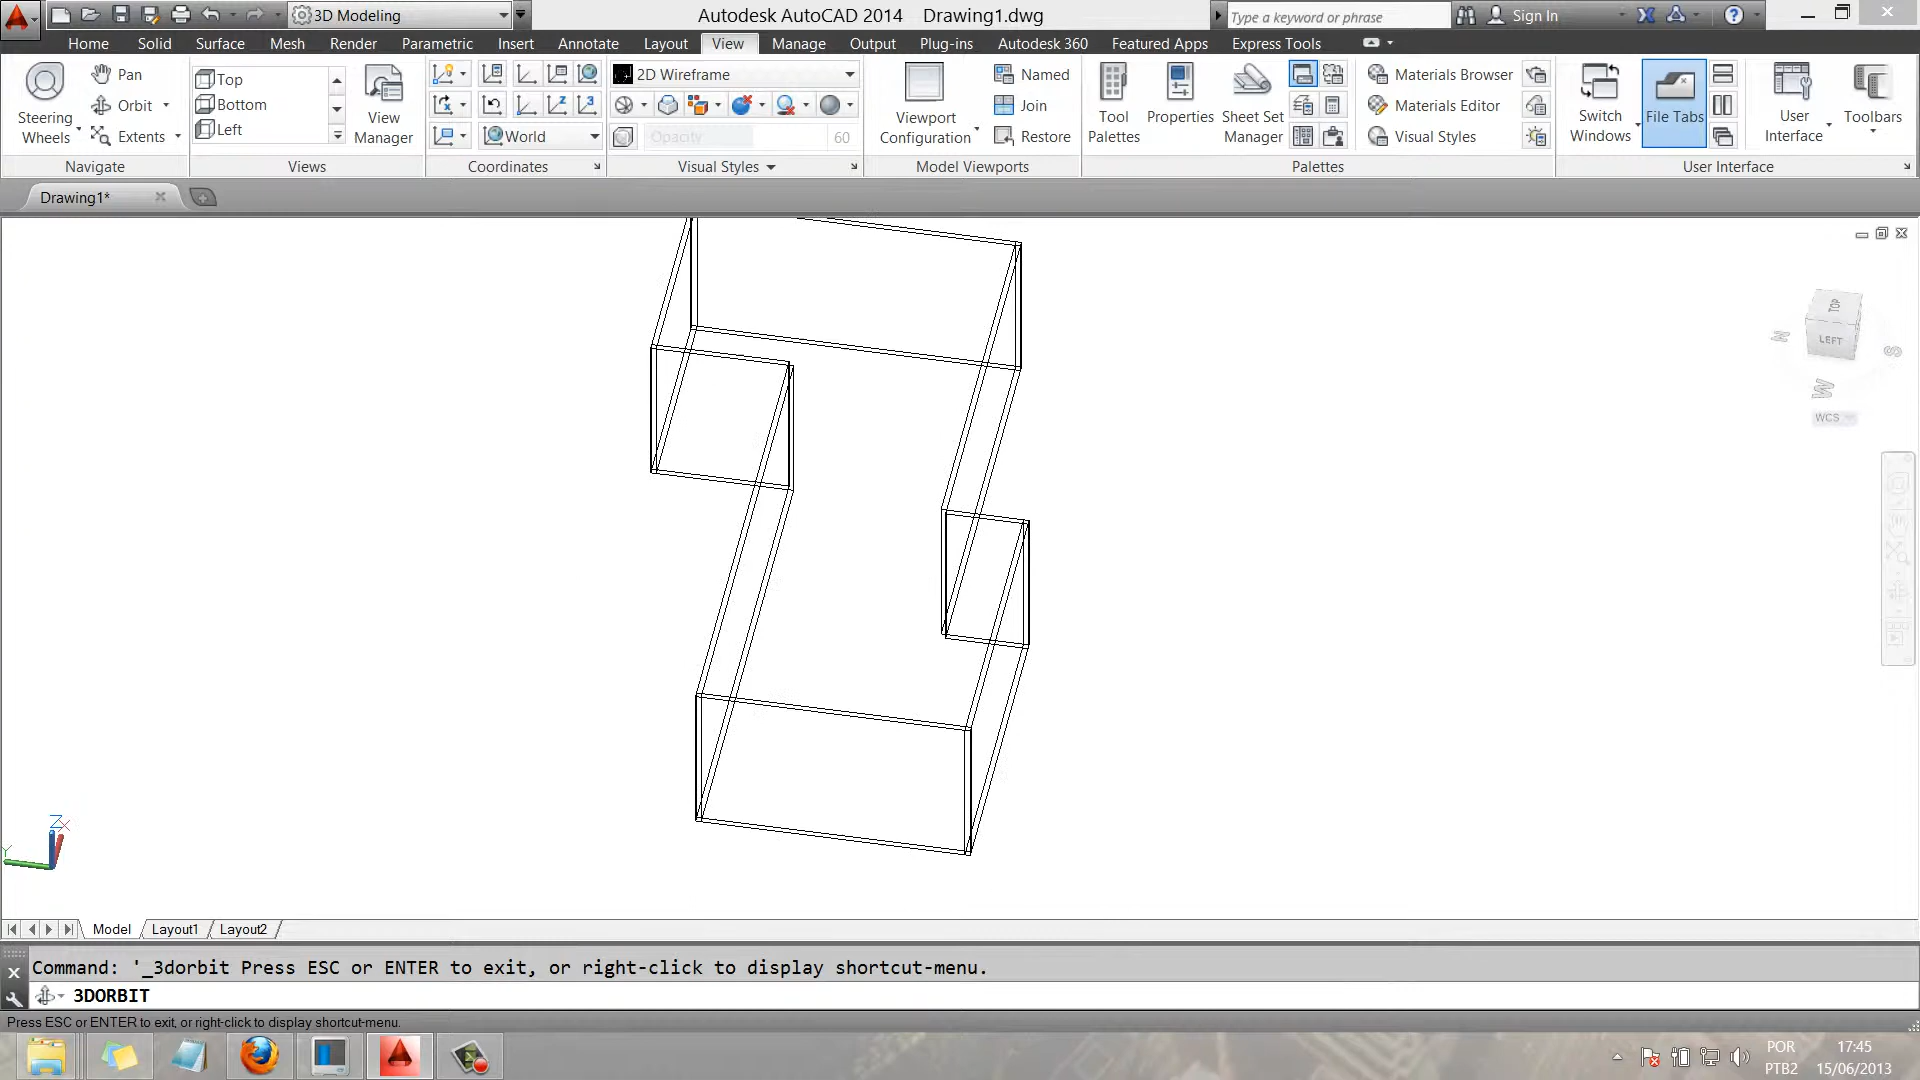 3D Modeling
Autodesk AutoCAD 2014 Drawing1.dwg
Type a keyword or phrase
Sign In
Home Solid Surface Mesh Render Parametric Insert Annotate Layout View Manage Output Plug-ins Autodesk 360 Featured Apps Express Tools
Steering Wheels
Pan
Orbit
Extents
Navigate
Top
Bottom
Left
View Manager
Views
World
Coordinates
2D Wireframe
Opacity 60
Visual Styles
Viewport Configuration
Named
Join
Restore
Model Viewports
Tool Palettes
Properties
Sheet Set Manager
Materials Browser
Materials Editor
Visual Styles
Palettes
Switch Windows
File Tabs
User Interface
Toolbars
User Interface
Drawing1*
TOP
LEFT
N
S
W
WCS
Z
X
Y
Model Layout1 Layout2
Command: '_3dorbit Press ESC or ENTER to exit, or right-click to display shortcut-menu.
3DORBIT
Press ESC or ENTER to exit, or right-click to display shortcut-menu.
POR
PTB2
17:45
15/06/2013